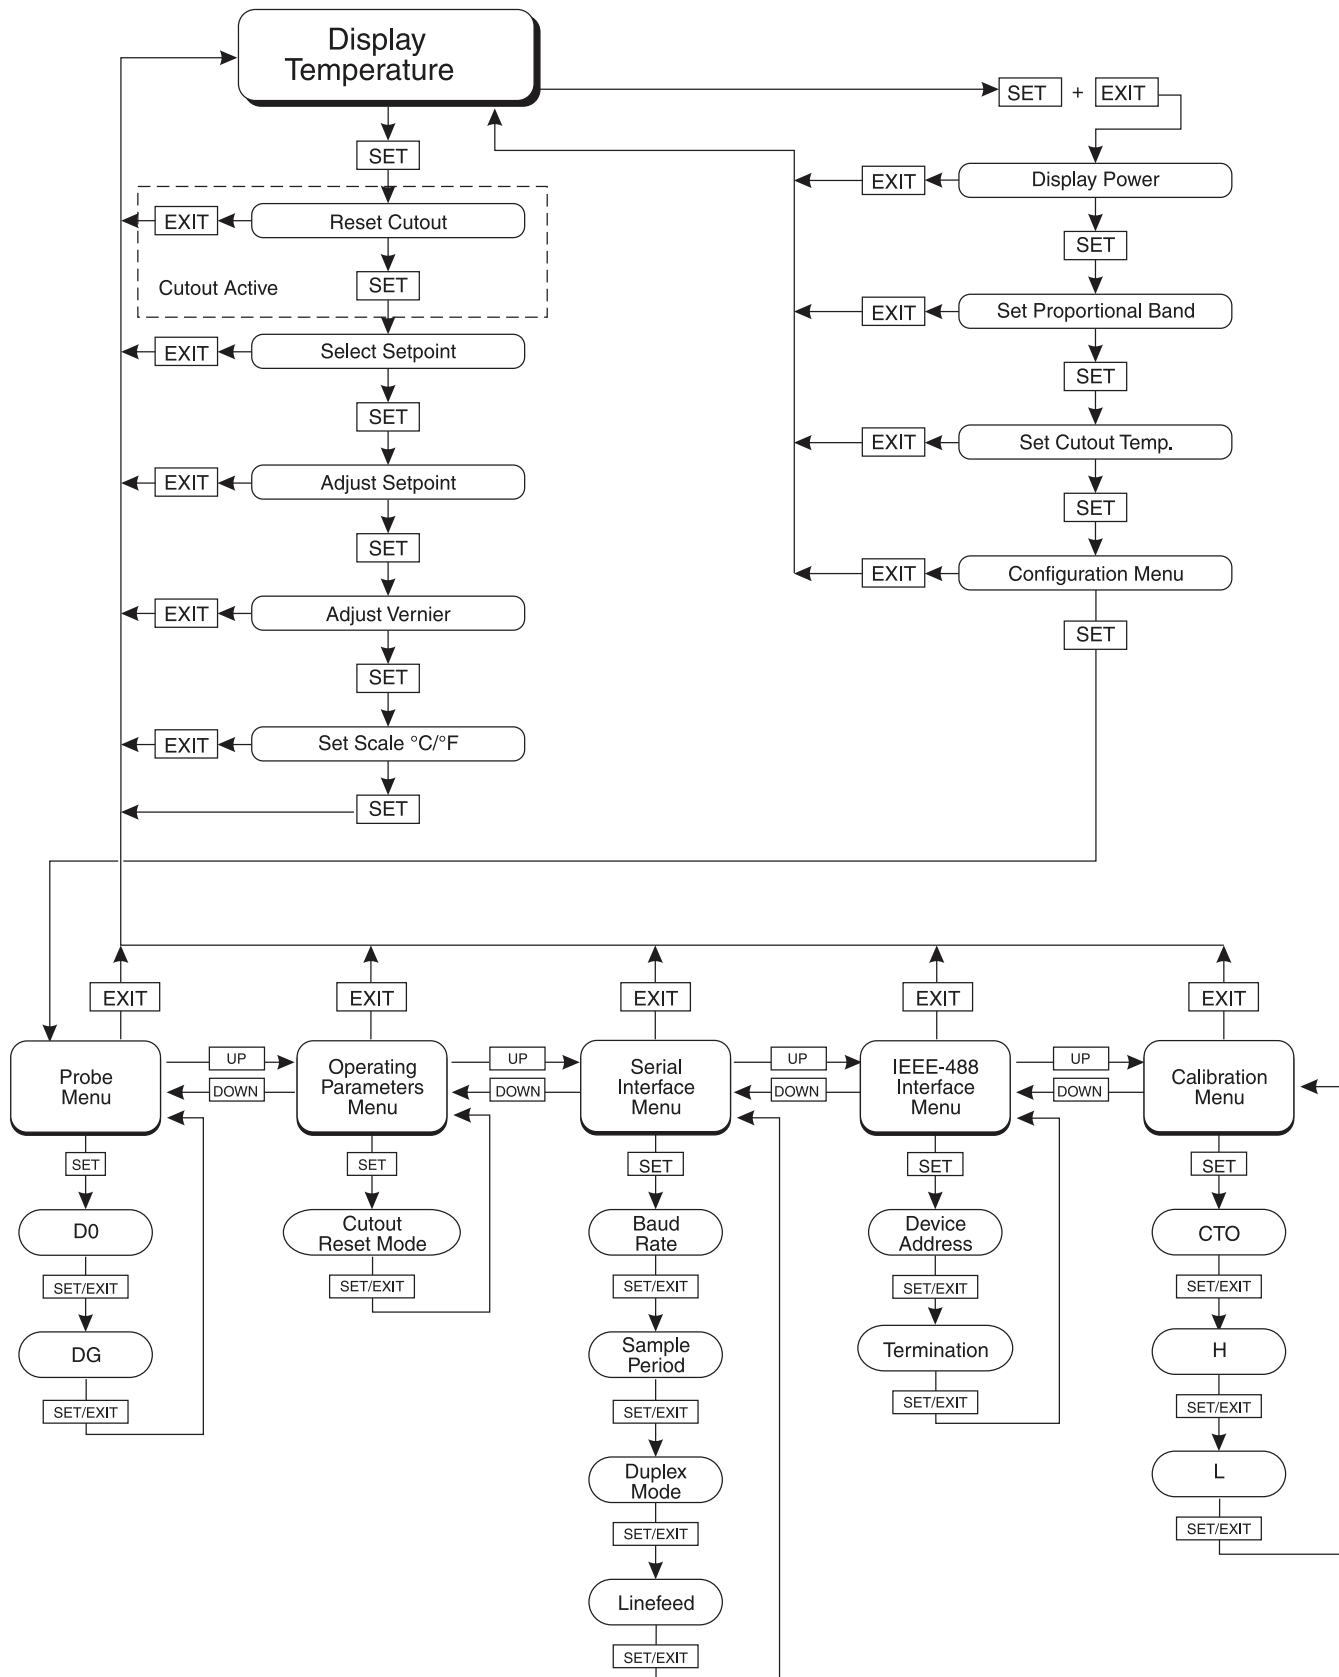 Display
Temperature
SET + EXIT
SET
EXIT
Display Power
EXIT
Reset Cutout
SET
SET
Cutout Active
EXIT
Set Proportional Band
EXIT
Select Setpoint
SET
SET
EXIT
Set Cutout Temp.
EXIT
Adjust Setpoint
SET
SET
EXIT
Configuration Menu
EXIT
Adjust Vernier
SET
SET
EXIT
Set Scale °C/°F
SET
EXIT
EXIT
EXIT
EXIT
EXIT
Probe
Menu
UP
DOWN
Operating
Parameters
Menu
UP
DOWN
Serial
Interface
Menu
UP
DOWN
IEEE-488
Interface
Menu
UP
DOWN
Calibration
Menu
SET
SET
SET
SET
SET
D0
Cutout
Reset Mode
Baud
Rate
Device
Address
CTO
SET/EXIT
SET/EXIT
SET/EXIT
SET/EXIT
SET/EXIT
DG
Sample
Period
Termination
H
SET/EXIT
SET/EXIT
SET/EXIT
SET/EXIT
Duplex
Mode
L
SET/EXIT
SET/EXIT
Linefeed
SET/EXIT